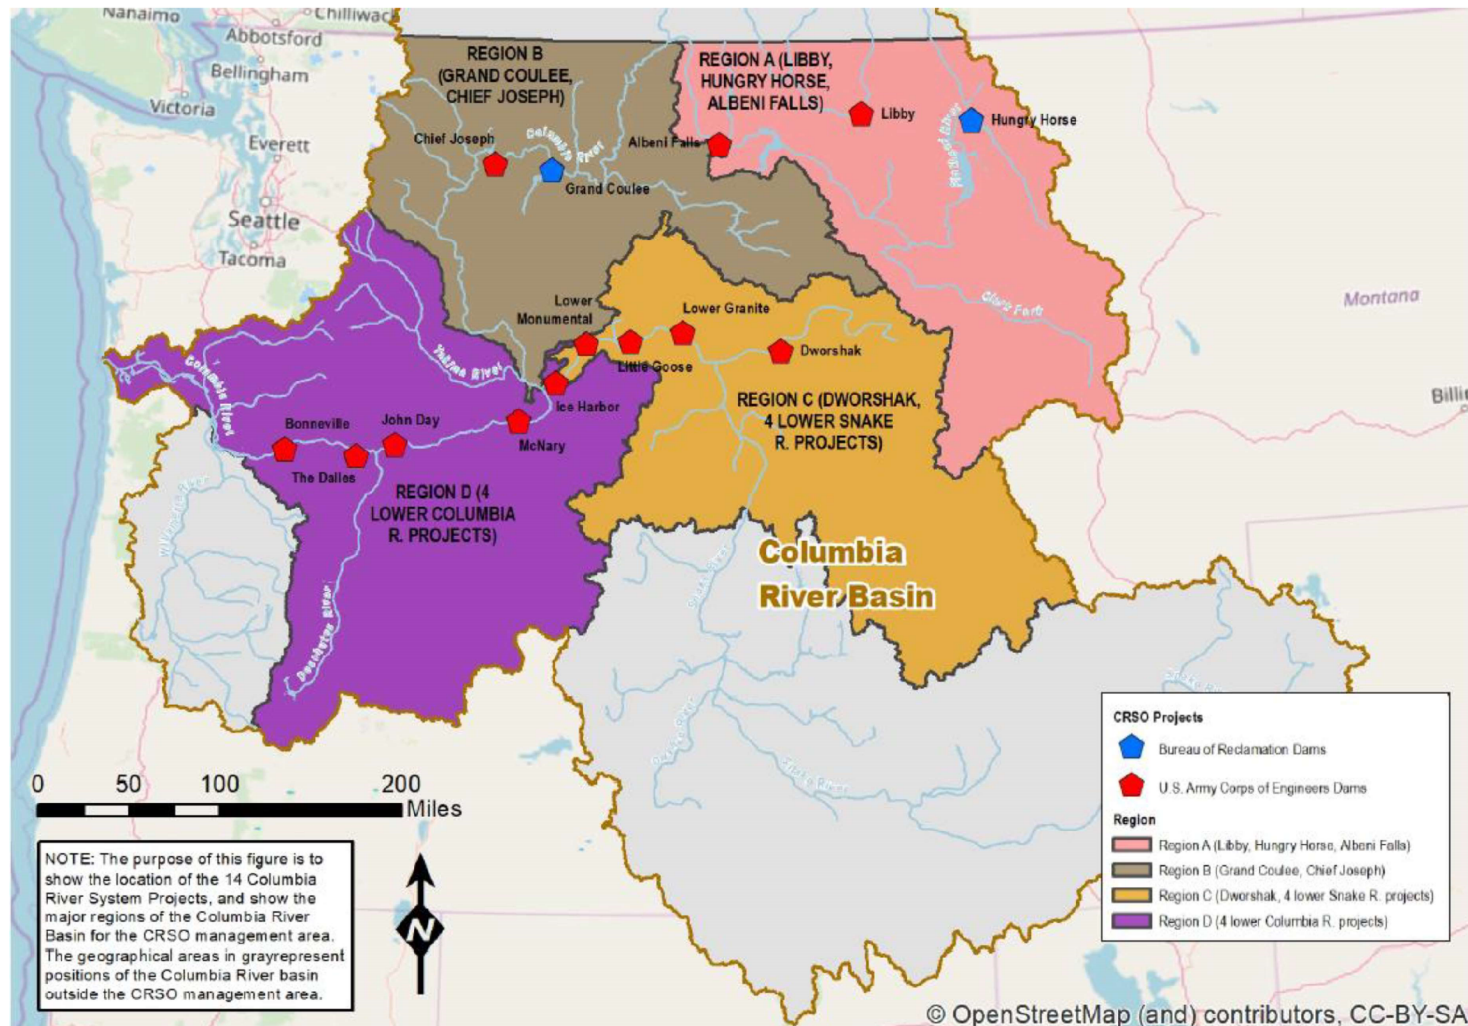 Nanaimo
Chilliwack
Abbotsford
Bellingham
Victoria
Everett
Seattle
Tacoma
REGION B
(GRAND COULEE,
CHIEF JOSEPH)
REGION A (LIBBY,
HUNGRY HORSE,
ALBENI FALLS)
Libby
Hungry Horse
Flathead River
Albeni Falls
Chief Joseph
Columbia River
Grand Coulee
Clark Fork
Montana
Lower
Monumental
Lower Granite
Little Goose
Dworshak
Yakima River
Columbia River
Ice Harbor
REGION C (DWORSHAK,
4 LOWER SNAKE
R. PROJECTS)
Bonneville
John Day
McNary
The Dalles
REGION D (4
LOWER COLUMBIA
R. PROJECTS)
Deschutes River
Snake River
Columbia
River Basin
Owyhee River
Snake River
0 50 100 200
Miles
NOTE: The purpose of this figure is to
show the location of the 14 Columbia
River System Projects, and show the
major regions of the Columbia River
Basin for the CRSO management area.
The geographical areas in grayrepresent
positions of the Columbia River basin
outside the CRSO management area.
N
CRSO Projects
Bureau of Reclamation Dams
U.S. Army Corps of Engineers Dams
Region
Region A (Libby, Hungry Horse, Albeni Falls)
Region B (Grand Coulee, Chief Joseph)
Region C (Dworshak, 4 lower Snake R. projects)
Region D (4 lower Columbia R. projects)
© OpenStreetMap (and) contributors, CC-BY-SA